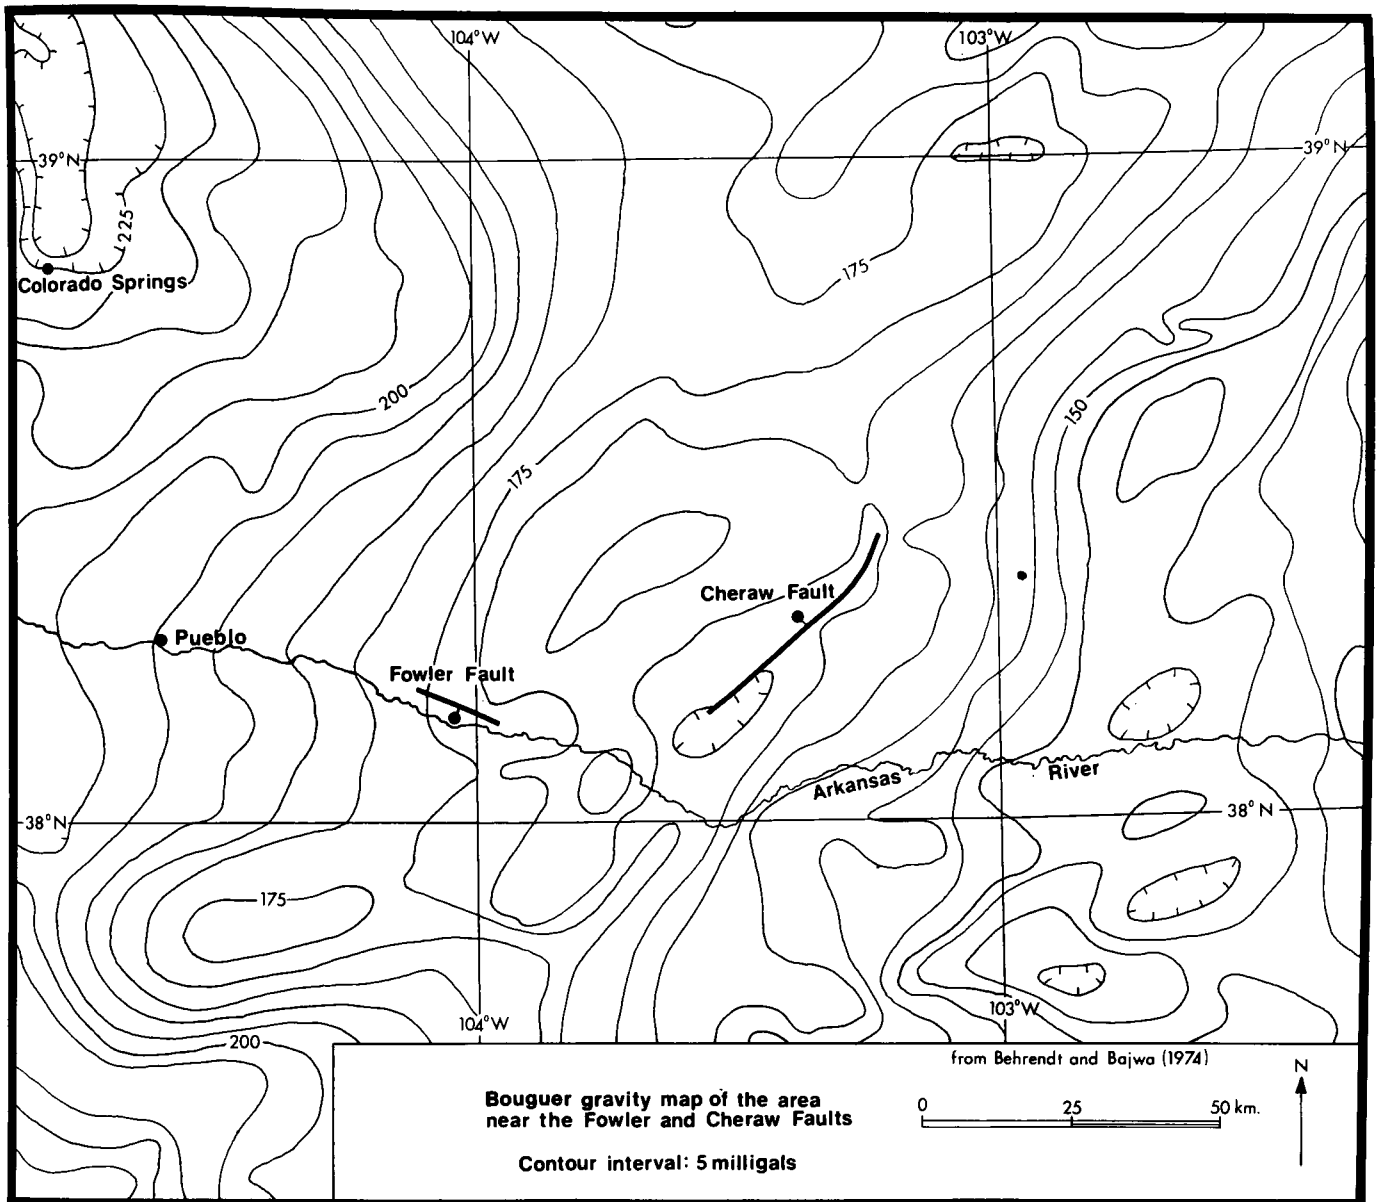 104°W
103°W
39°N
39°N
225
Colorado Springs
175
200
150
175
Cheraw Fault
Pueblo
Fowler Fault
Arkansas
River
38°N
38°N
175
104°W
103°W
200
from Behrendt and Bajwa (1974)
N
Bouguer gravity map of the area
near the Fowler and Cheraw Faults
0 25 50 km.
Contour interval: 5 milligals